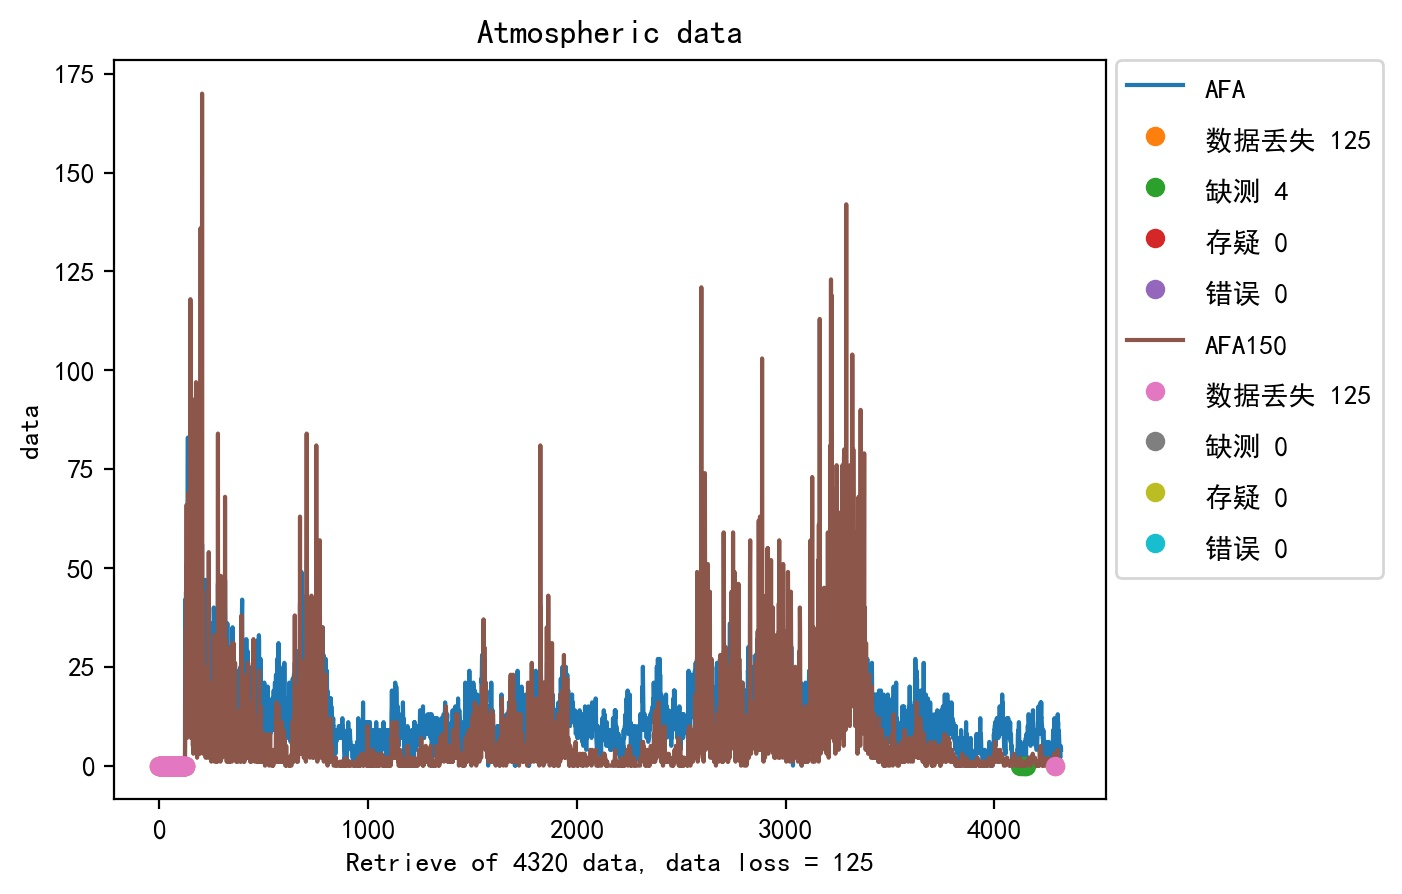 Atmospheric data
175
150
125
100
75
50
25
0
data
0 1000 2000 3000 4000
Retrieve of 4320 data, data loss = 125
AFA
数据丢失 125
缺测 4
存疑 0
错误 0
AFA150
数据丢失 125
缺测 0
存疑 0
错误 0